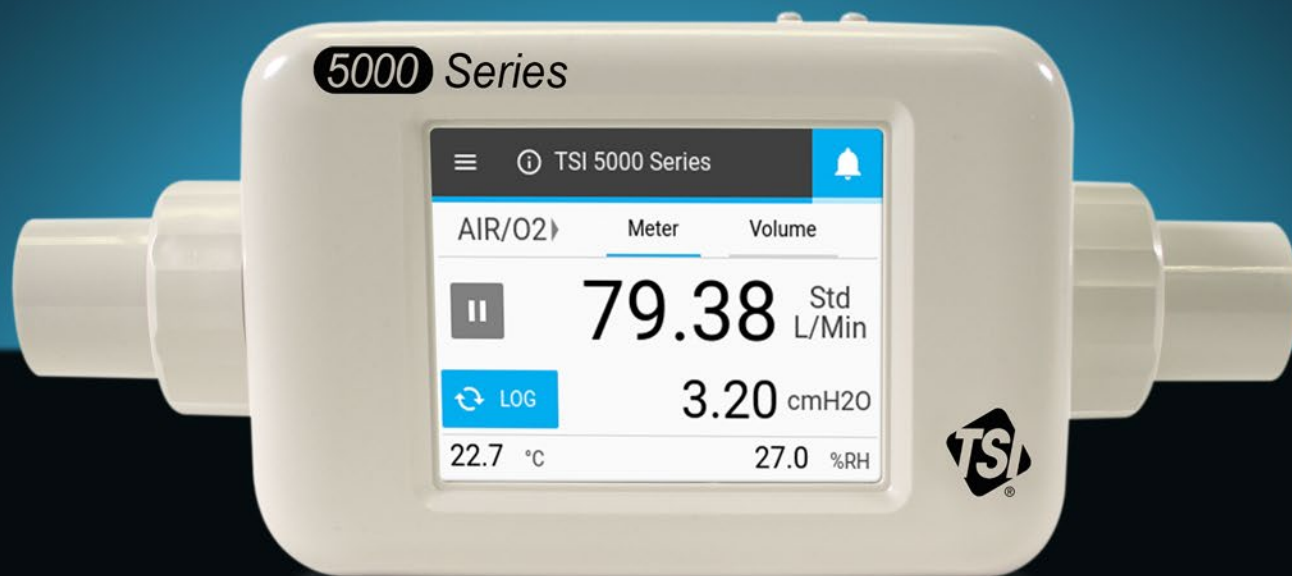 5000 Series
TSI 5000 Series
AIR/O2 Meter Volume
79.38 Std L/Min
LOG 3.20 cmH2O
22.7 °C 27.0 %RH
TSI ®